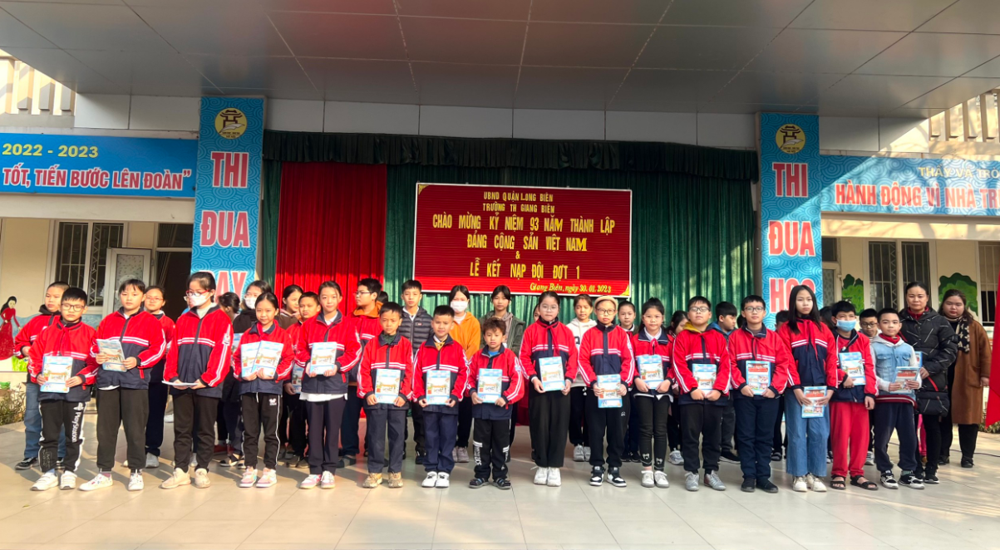 2022 - 2023
TỐT, TIẾN BƯỚC LÊN ĐOÀN”
THI
ĐUA
UBND QUẬN LONG BIÊN
TRƯỜNG TH GIANG BIÊN
CHÀO MỪNG KỶ NIỆM 93 NĂM THÀNH LẬP
ĐẢNG CỘNG SẢN VIỆT NAM
&
LỄ KẾT NẠP ĐỘI ĐỢT 1
Giang Biên, ngày 30.01.2023
THI
ĐUA
HỌC
THẦY VÀ TRÒ
HÀNH ĐỘNG VÌ NHÀ TR
PlayStation